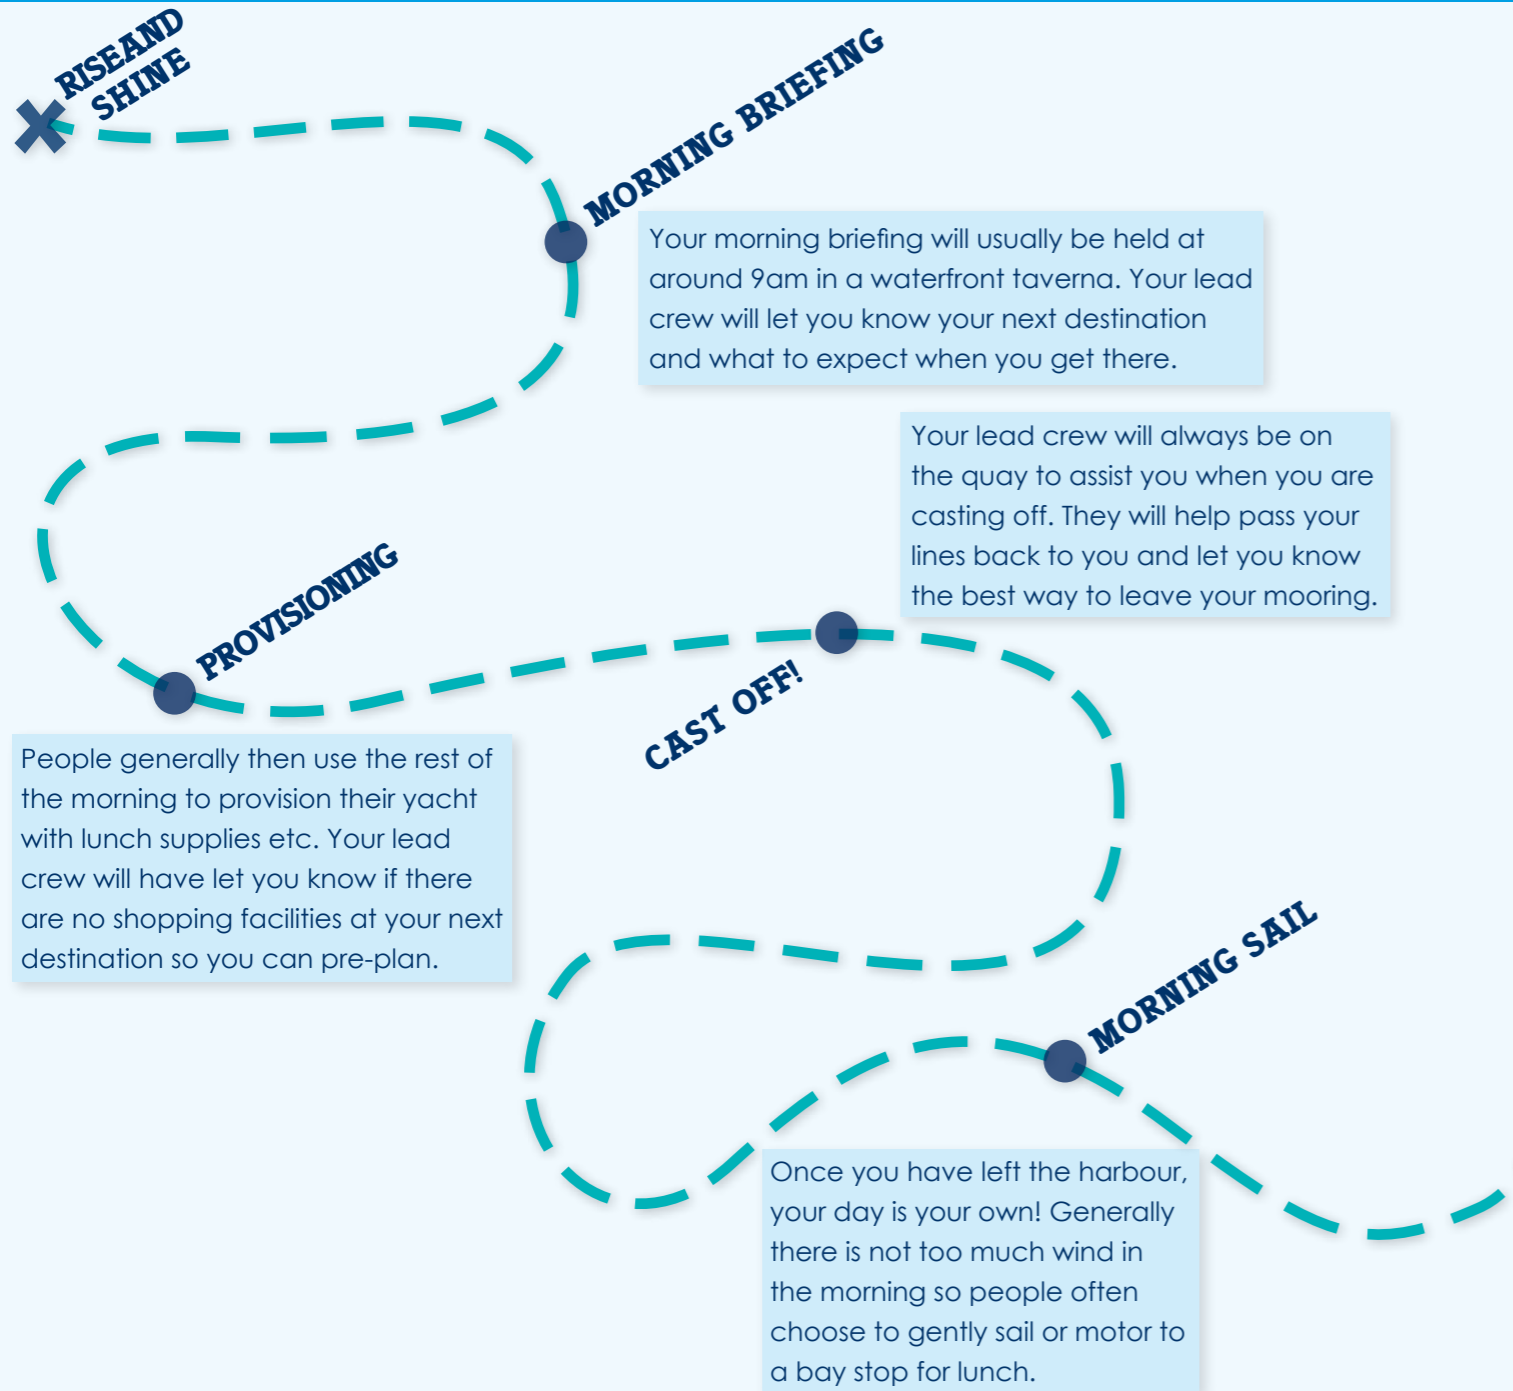 RISEAND
SHINE
MORNING BRIEFING
Your morning briefing will usually be held at
around 9am in a waterfront taverna. Your lead
crew will let you know your next destination
and what to expect when you get there.
PROVISIONING
People generally then use the rest of
the morning to provision their yacht
with lunch supplies etc. Your lead
crew will have let you know if there
are no shopping facilities at your next
destination so you can pre-plan.
CAST OFF!
Your lead crew will always be on
the quay to assist you when you are
casting off. They will help pass your
lines back to you and let you know
the best way to leave your mooring.
MORNING SAIL
Once you have left the harbour,
your day is your own! Generally
there is not too much wind in
the morning so people often
choose to gently sail or motor to
a bay stop for lunch.